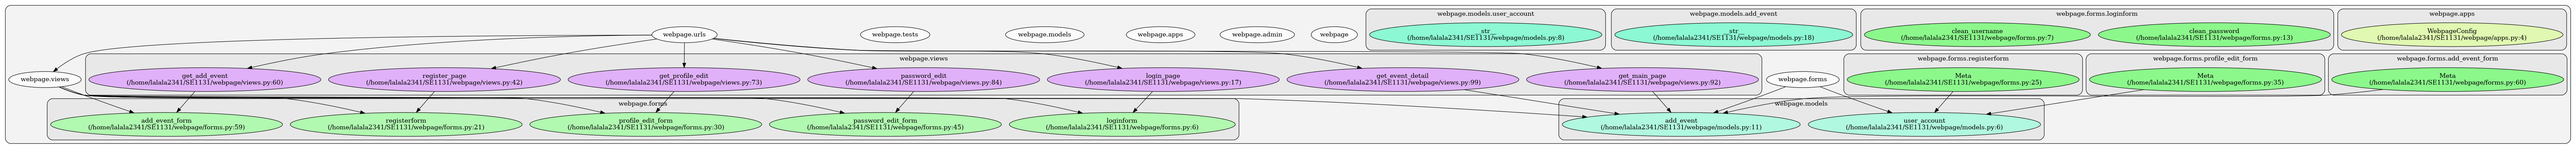 webpage.models.user_account
webpage.models.add_event
webpage.forms.loginform
webpage.apps
webpage.urls
webpage.tests
webpage.models
webpage.apps
webpage.admin
webpage
str__
(/home/lalala2341/SE1131/webpage/models.py:8)
str__
(/home/lalala2341/SE1131/webpage/models.py:18)
clean_username
(/home/lalala2341/SE1131/webpage/forms.py:7)
clean_password
(/home/lalala2341/SE1131/webpage/forms.py:13)
WebpageConfig
(/home/lalala2341/SE1131/webpage/apps.py:4)
webpage.views
webpage.forms.registerform
webpage.forms.profile_edit_form
webpage.forms.add_event_form
webpage.views
get_add_event
(/home/lalala2341/SE1131/webpage/views.py:60)
register_page
(/home/lalala2341/SE1131/webpage/views.py:42)
get_profile_edit
(/home/lalala2341/SE1131/webpage/views.py:73)
password_edit
(/home/lalala2341/SE1131/webpage/views.py:84)
login_page
(/home/lalala2341/SE1131/webpage/views.py:17)
get_event_detail
(/home/lalala2341/SE1131/webpage/views.py:99)
get_main_page
(/home/lalala2341/SE1131/webpage/views.py:92)
webpage.forms
Meta
(/home/lalala2341/SE1131/webpage/forms.py:25)
Meta
(/home/lalala2341/SE1131/webpage/forms.py:35)
Meta
(/home/lalala2341/SE1131/webpage/forms.py:60)
webpage.forms
webpage.models
add_event_form
(/home/lalala2341/SE1131/webpage/forms.py:59)
registerform
(/home/lalala2341/SE1131/webpage/forms.py:21)
profile_edit_form
(/home/lalala2341/SE1131/webpage/forms.py:30)
password_edit_form
(/home/lalala2341/SE1131/webpage/forms.py:45)
loginform
(/home/lalala2341/SE1131/webpage/forms.py:6)
add_event
(/home/lalala2341/SE1131/webpage/models.py:11)
user_account
(/home/lalala2341/SE1131/webpage/models.py:6)